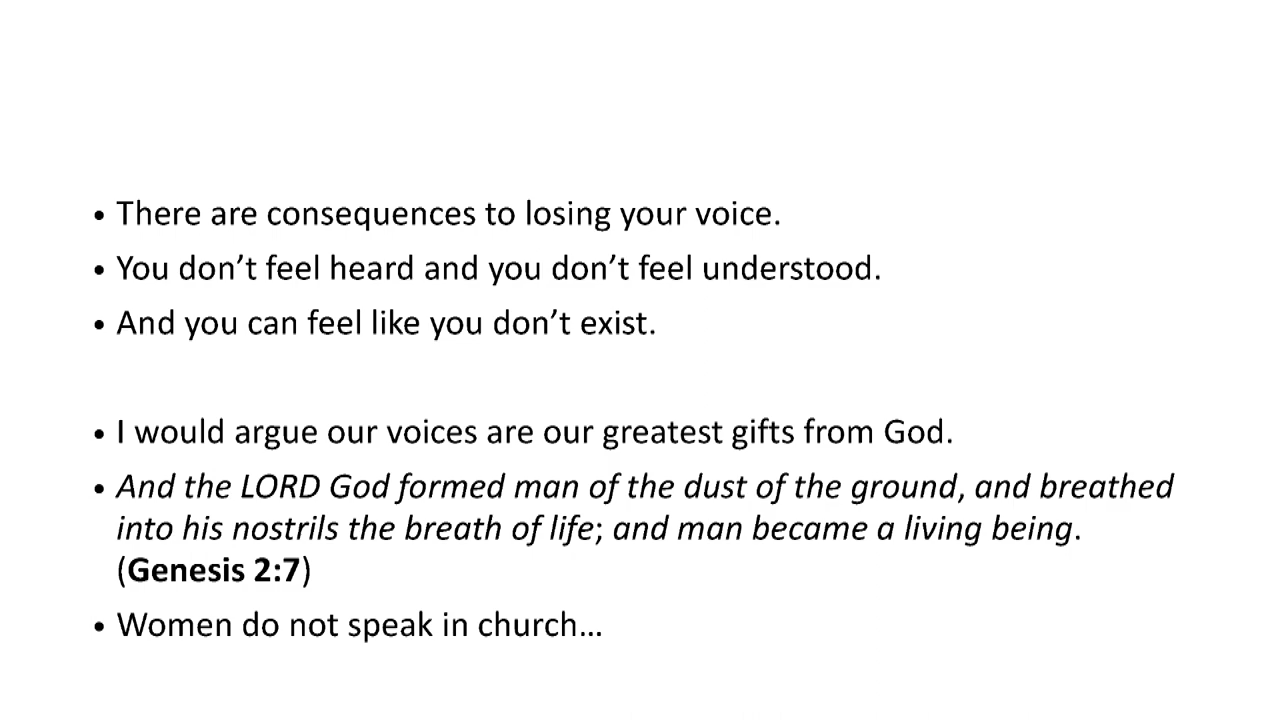 • There are consequences to losing your voice.
• You don’t feel heard and you don’t feel understood.
• And you can feel like you don’t exist.
• I would argue our voices are our greatest gifts from God.
• And the LORD God formed man of the dust of the ground, and breathed
into his nostrils the breath of life; and man became a living being.
(Genesis 2:7)
• Women do not speak in church…